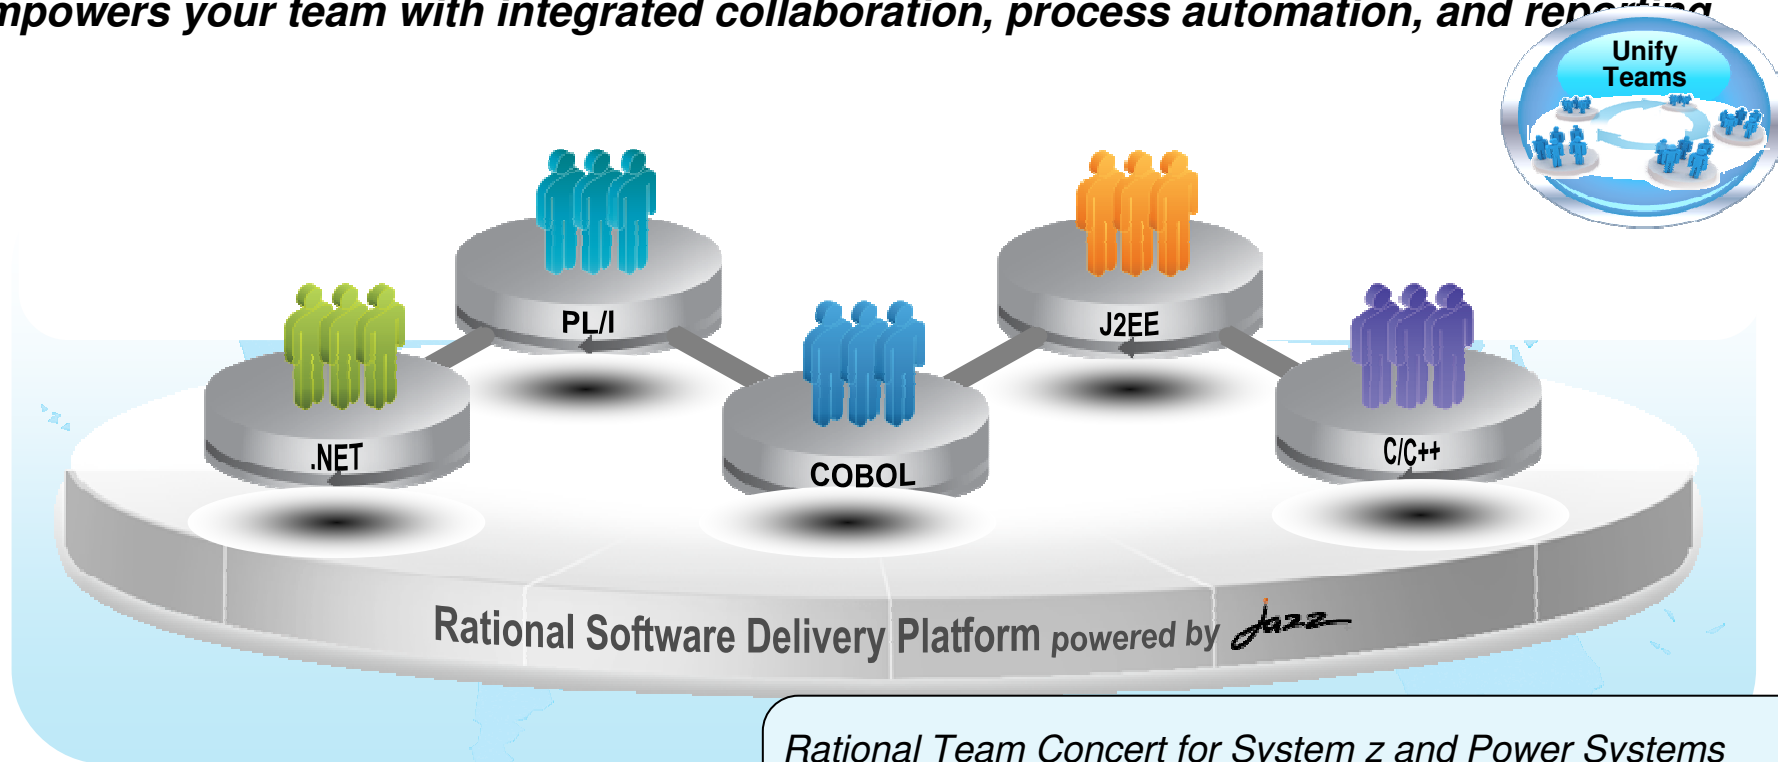 mpowers your team with integrated collaboration, process automation, and reporting
Unify
Teams
PL/I
J2EE
.NET
COBOL
C/C++
Rational Software Delivery Platform powered by jazz
Rational Team Concert for System z and Power Systems